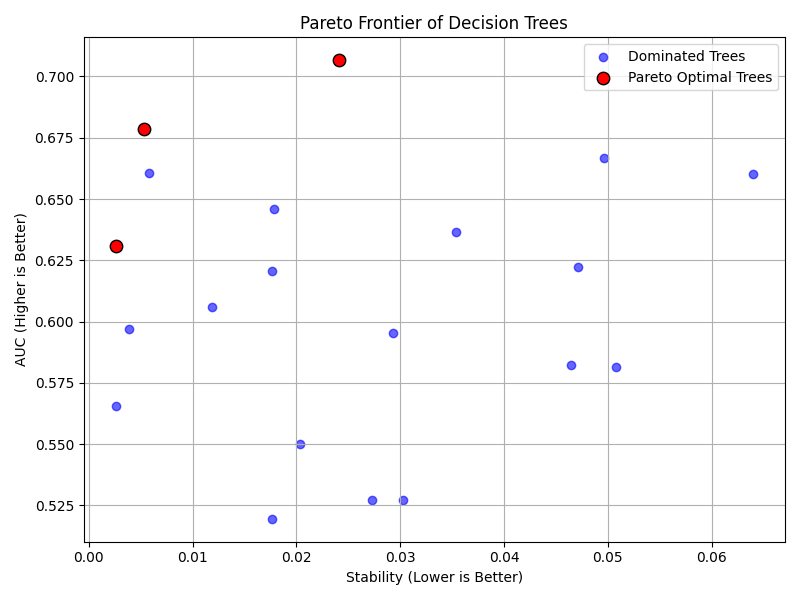 Pareto Frontier of Decision Trees
Dominated Trees
Pareto Optimal Trees
AUC (Higher is Better)
0.700
0.675
0.650
0.625
0.600
0.575
0.550
0.525
0.00 0.01 0.02 0.03 0.04 0.05 0.06
Stability (Lower is Better)